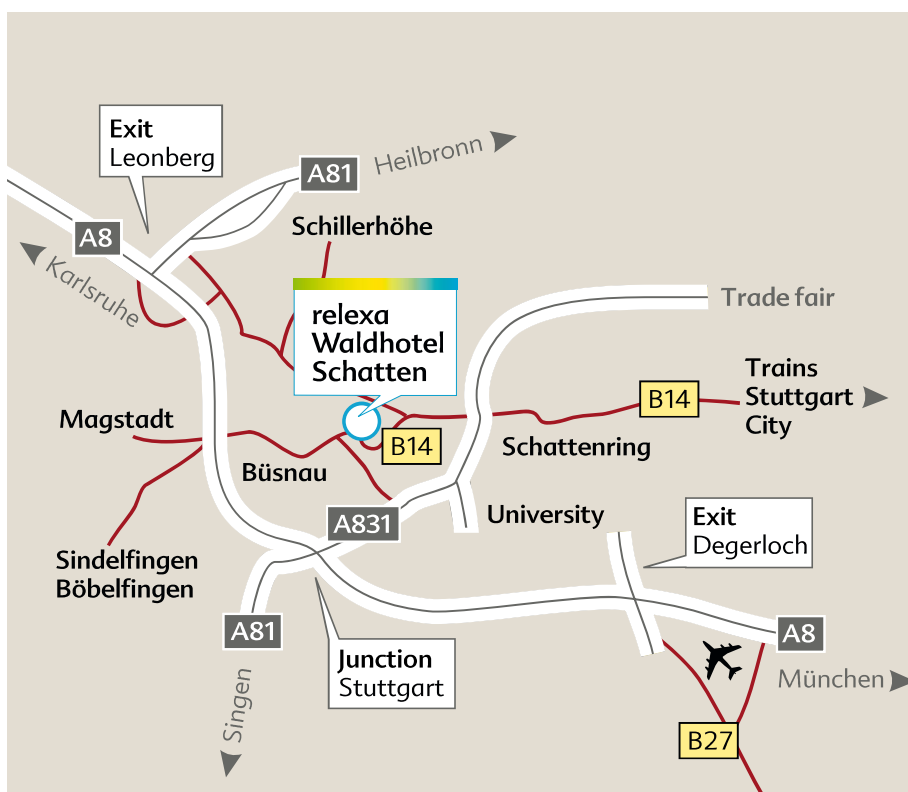 Exit
Leonberg
A81
Heilbronn
Schillerhöhe
A8
Karlsruhe
relexa
Waldhotel
Schatten
Trade fair
Trains
Stuttgart
City
B14
Magstadt
B14
Schattenring
Büsnau
A831
University
Exit
Degerloch
Sindelfingen
Böbelfingen
A81
A8
Junction
Stuttgart
Singen
München
B27